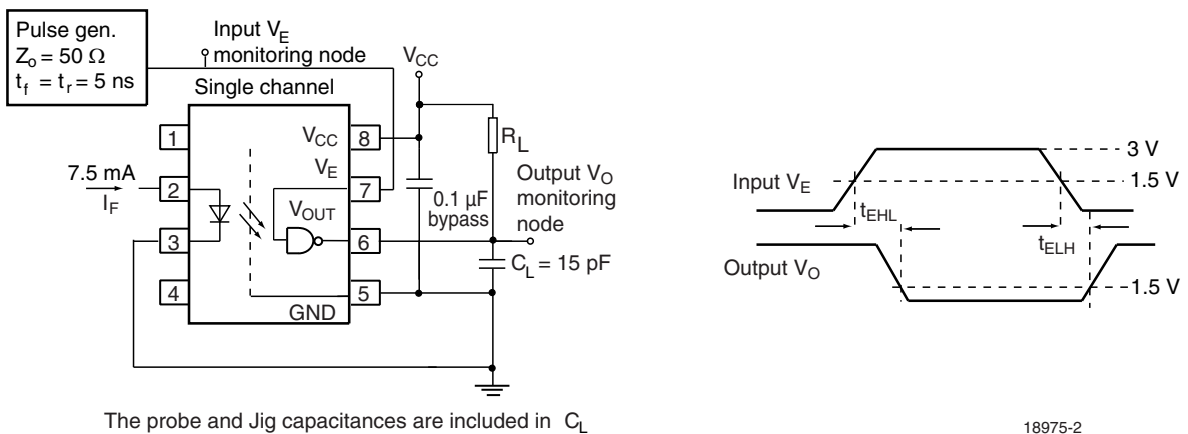 Pulse gen.
Zo = 50 Ω
tf = tr = 5 ns
Input VE
monitoring node
VCC
Single channel
1
VCC
8
RL
VE
7
7.5 mA
IF
2
Output VO
monitoring
node
0.1 µF
bypass
VOUT
3
6
CL = 15 pF
4
5
GND
The probe and Jig capacitances are included in CL
3 V
Input VE
1.5 V
tEHL
tELH
Output VO
1.5 V
18975-2